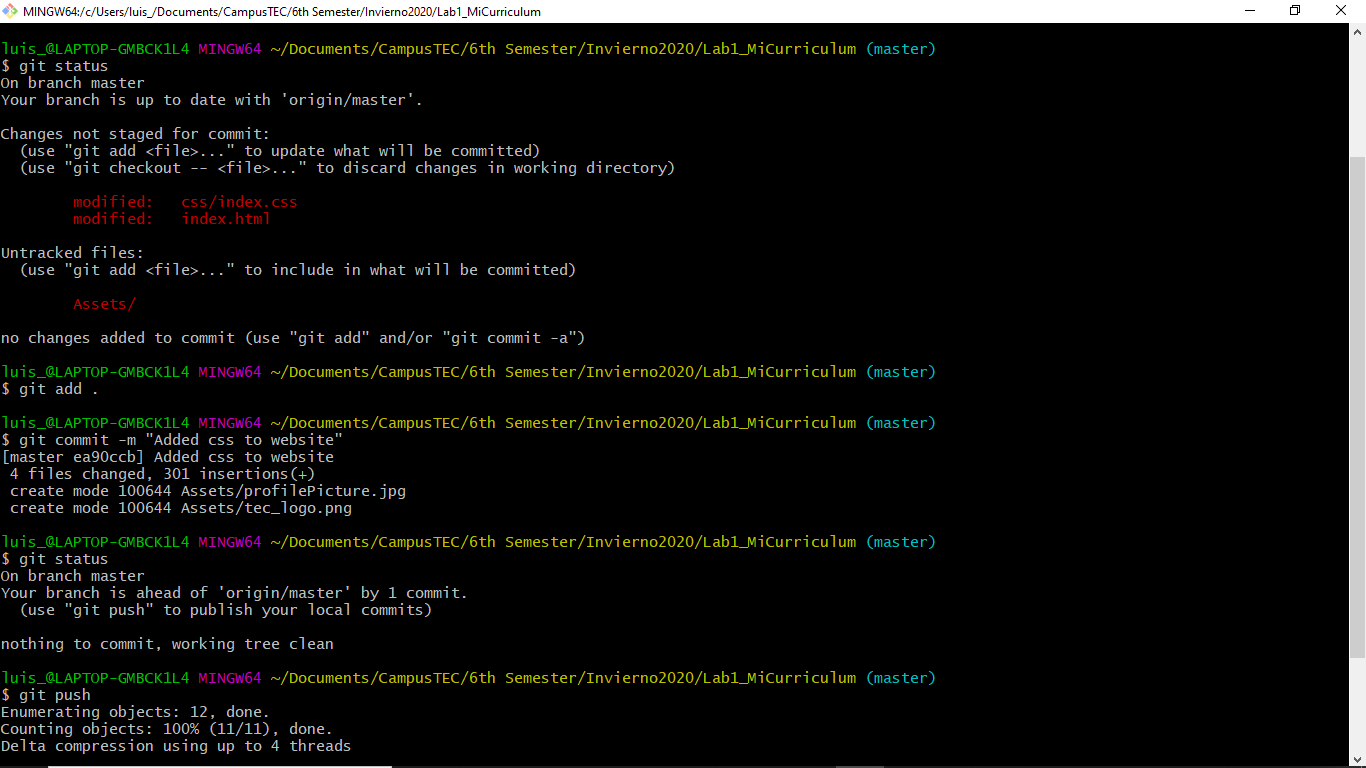 MINGW64:/c/Users/luis_/Documents/CampusTEC/6th Semester/Invierno2020/Lab1_MiCurriculum
luis_@LAPTOP-GMBCK1L4 MINGW64 ~/Documents/CampusTEC/6th Semester/Invierno2020/Lab1_MiCurriculum (master)
$ git status
On branch master
Your branch is up to date with 'origin/master'.
Changes not staged for commit:
  (use "git add <file>..." to update what will be committed)
  (use "git checkout -- <file>..." to discard changes in working directory)
        modified:   css/index.css
        modified:   index.html
Untracked files:
  (use "git add <file>..." to include in what will be committed)
        Assets/
no changes added to commit (use "git add" and/or "git commit -a")
luis_@LAPTOP-GMBCK1L4 MINGW64 ~/Documents/CampusTEC/6th Semester/Invierno2020/Lab1_MiCurriculum (master)
$ git add .
luis_@LAPTOP-GMBCK1L4 MINGW64 ~/Documents/CampusTEC/6th Semester/Invierno2020/Lab1_MiCurriculum (master)
$ git commit -m "Added css to website"
[master ea90ccb] Added css to website
 4 files changed, 301 insertions(+)
 create mode 100644 Assets/profilePicture.jpg
 create mode 100644 Assets/tec_logo.png
luis_@LAPTOP-GMBCK1L4 MINGW64 ~/Documents/CampusTEC/6th Semester/Invierno2020/Lab1_MiCurriculum (master)
$ git status
On branch master
Your branch is ahead of 'origin/master' by 1 commit.
  (use "git push" to publish your local commits)
nothing to commit, working tree clean
luis_@LAPTOP-GMBCK1L4 MINGW64 ~/Documents/CampusTEC/6th Semester/Invierno2020/Lab1_MiCurriculum (master)
$ git push
Enumerating objects: 12, done.
Counting objects: 100% (11/11), done.
Delta compression using up to 4 threads